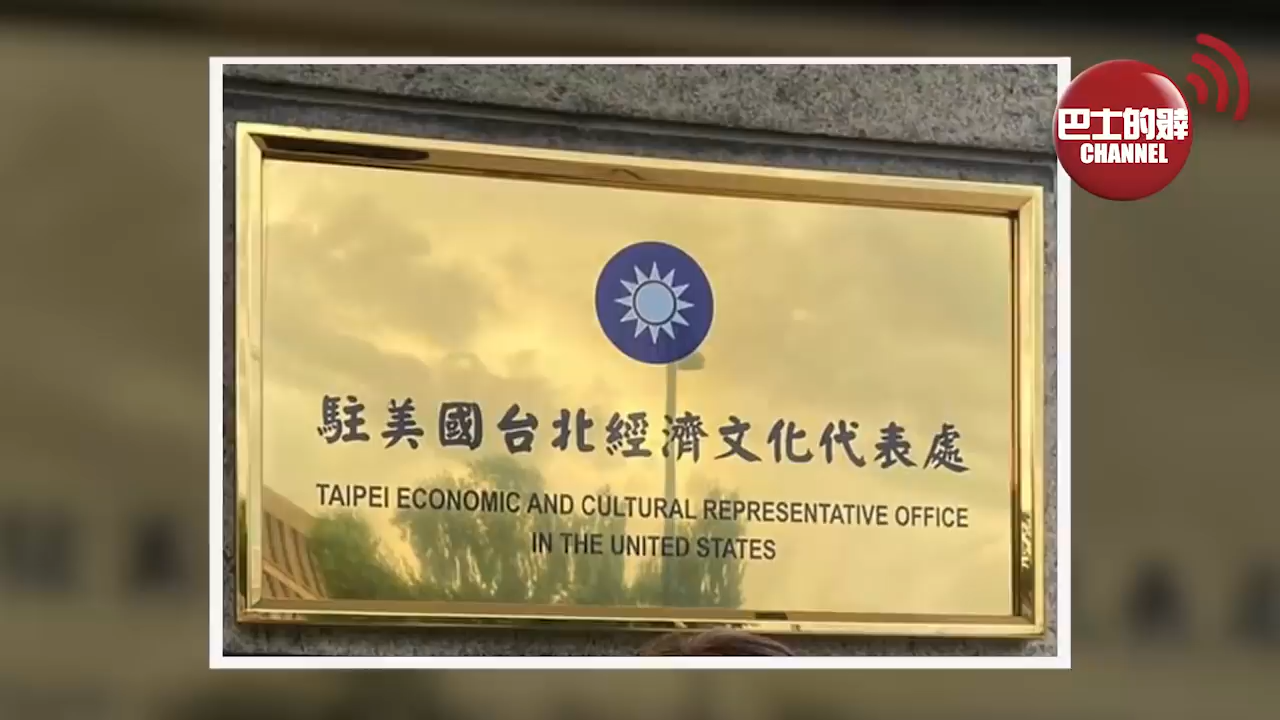 巴士的報
CHANNEL
駐美國台北經濟文化代表處
TAIPEI ECONOMIC AND CULTURAL REPRESENTATIVE OFFICE
IN THE UNITED STATES